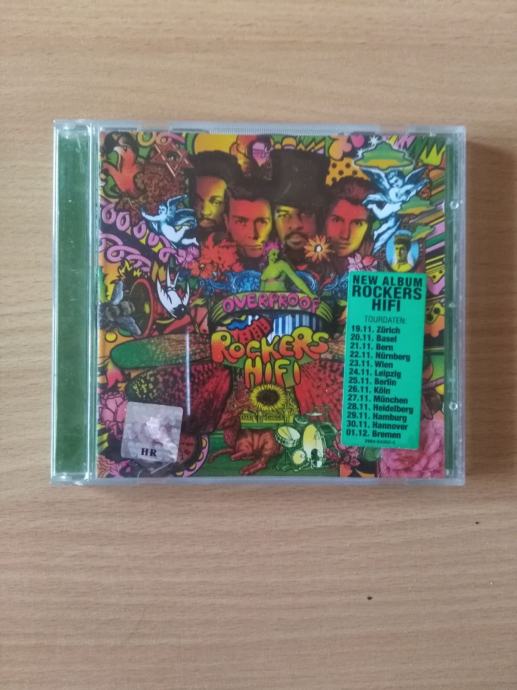 OVERPROOF
ROCKERS
HIFI
NEW ALBUM
ROCKERS
HIFI
TOURDATEN:
19.11. Zürich
20.11. Basel
21.11. Bern
22.11. Nürnberg
23.11. Wien
24.11. Leipzig
25.11. Berlin
26.11. Köln
27.11. München
28.11. Heidelberg
29.11. Hamburg
30.11. Hannover
01.12. Bremen
HR